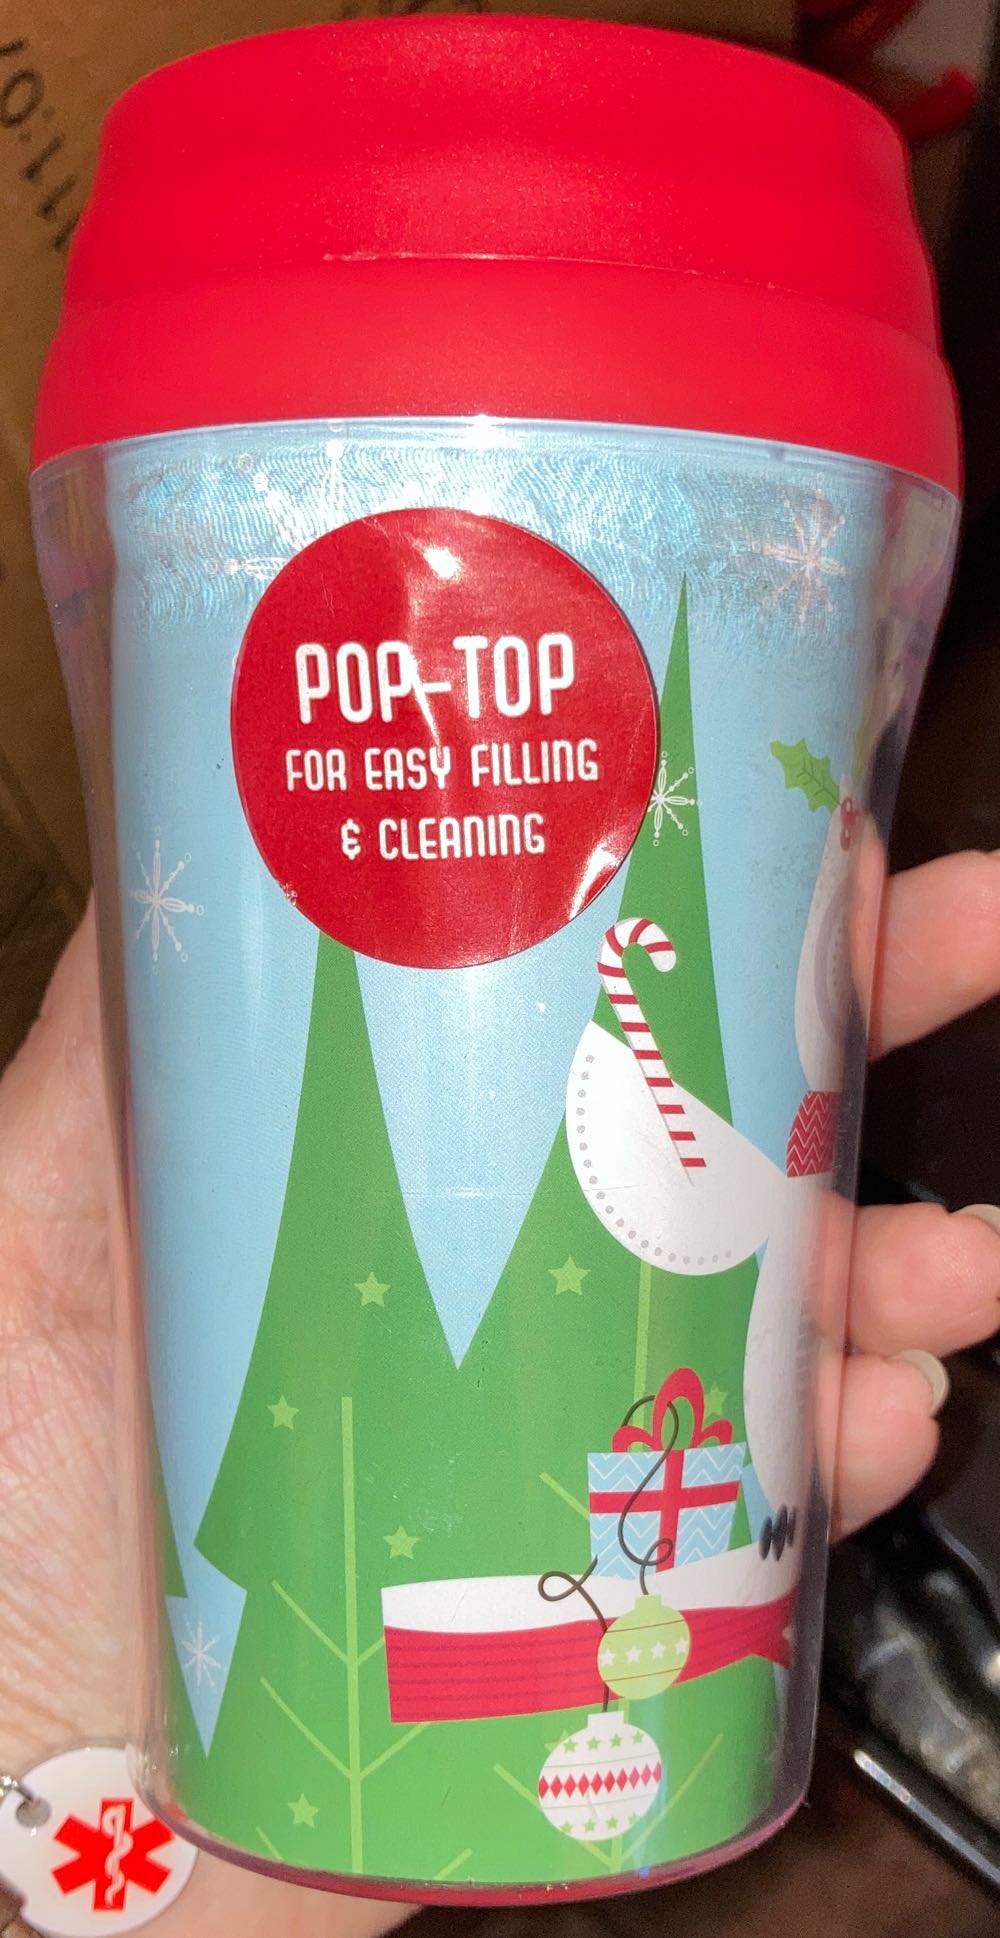 POP-TOP
FOR EASY FILLING
& CLEANING